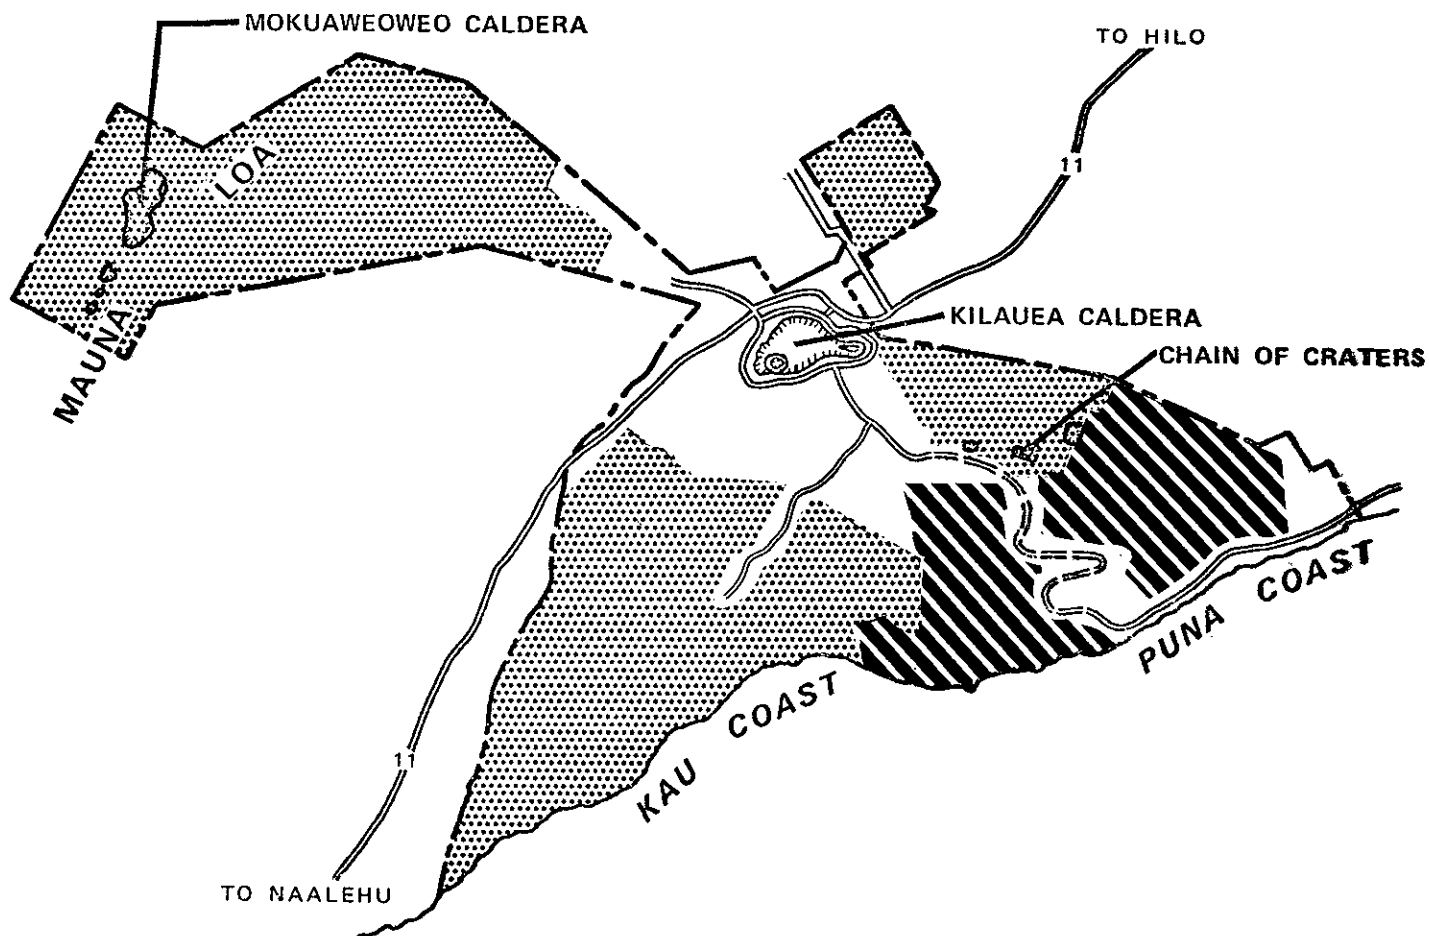 MOKUAWEOWEO CALDERA
TO HILO
11
MAUNA LOA
KILAUEA CALDERA
CHAIN OF CRATERS
PUNA COAST
KAU COAST
11
TO NAALEHU